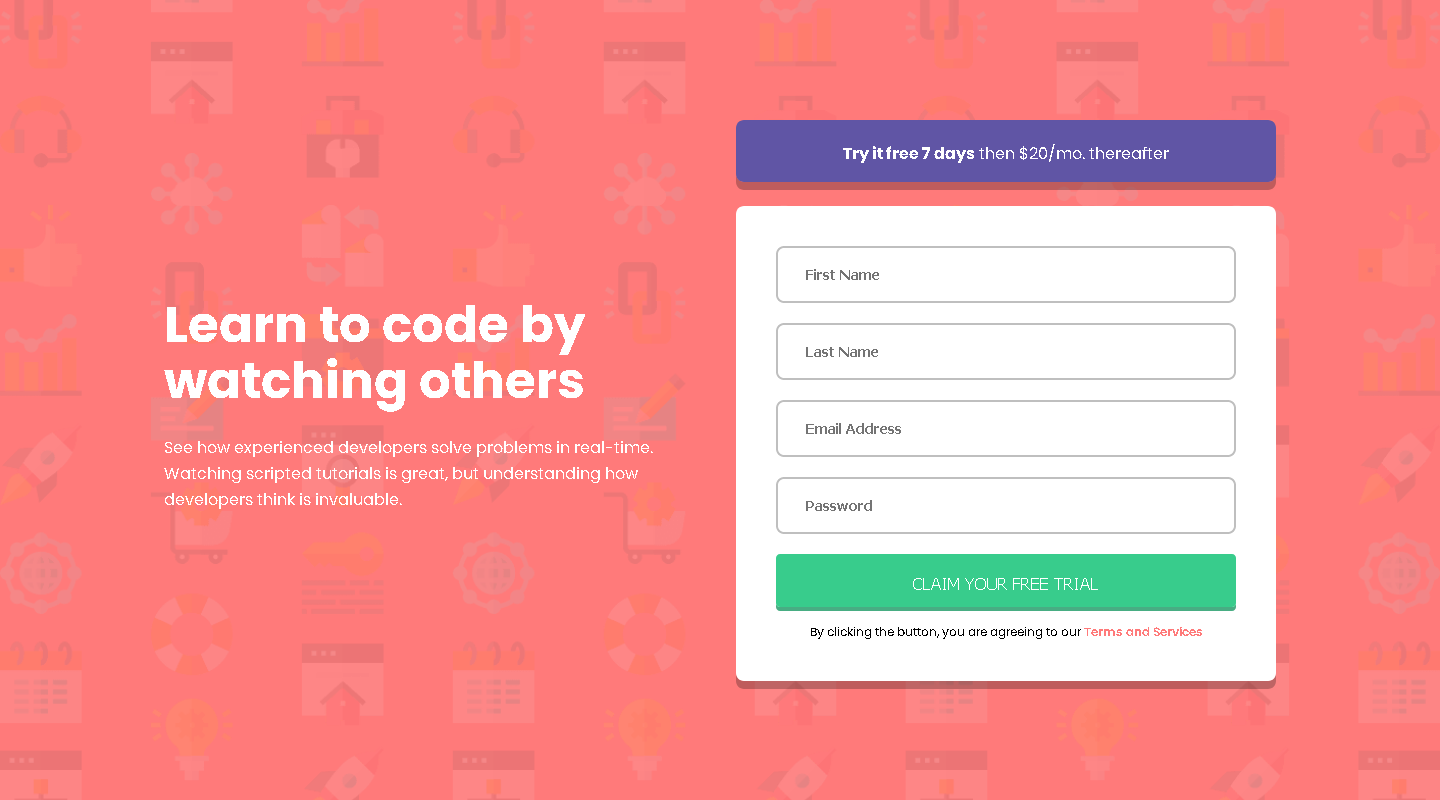 Learn to code by
watching others
See how experienced developers solve problems in real-time.
Watching scripted tutorials is great, but understanding how
developers think is invaluable.
Try it free 7 days then $20/mo. thereafter
First Name
Last Name
Email Address
Password
CLAIM YOUR FREE TRIAL
By clicking the button, you are agreeing to our Terms and Services